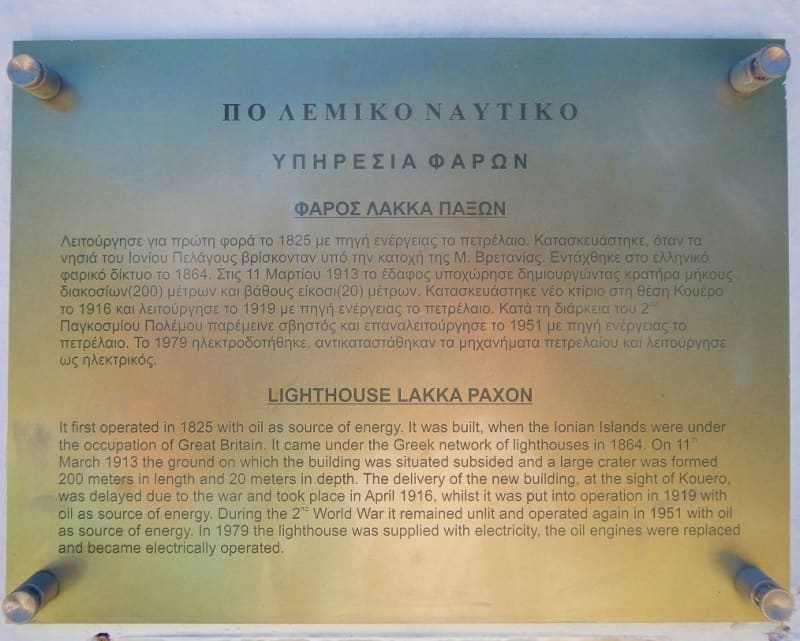 ΠΟ ΛΕΜΙΚΟ ΝΑΥΤΙΚΟ
ΥΠΗΡΕΣΙΑ ΦΑΡΩΝ
ΦΑΡΟΣ ΛΑΚΚΑ ΠΑΞΩΝ
Λειτούργησε για πρώτη φορά το 1825 με πηγή ενέργειας το πετρέλαιο. Κατασκευάστηκε, όταν τα
νησιά του Ιονίου Πελάγους βρίσκονταν υπό την κατοχή της Μ. Βρετανίας. Εντάχθηκε στο ελληνικό
φαρικό δίκτυο το 1864. Στις 11 Μαρτίου 1913 το έδαφος υποχώρησε δημιουργώντας κρατήρα μήκους
διακοσίων(200) μέτρων και βάθους είκοσι(20) μέτρων. Κατασκευάστηκε νέο κτίριο στη θέση Κουέρο
το 1916 και λειτούργησε το 1919 με πηγή ενέργειας το πετρέλαιο. Κατά τη διάρκεια του 2
Παγκοσμίου Πολέμου παρέμεινε σβηστός και επαναλειτούργησε το 1951 με πηγή ενέργειας το
πετρέλαιο. Το 1979 ηλεκτροδοτήθηκε, αντικαταστάθηκαν τα μηχανήματα πετρελαίου και λειτούργησε
ως ηλεκτρικός.
LIGHTHOUSE LAKKA PAXON
It first operated in 1825 with oil as source of energy. It was built, when the Ionian Islands were under
the occupation of Great Britain. It came under the Greek network of lighthouses in 1864. On 11th
March 1913 the ground on which the building was situated subsided and a large crater was formed
200 meters in length and 20 meters in depth. The delivery of the new building, at the sight of Kouero,
was delayed due to the war and took place in April 1916, whilst it was put into operation in 1919 with
oil as source of energy. During the 2nd World War it remained unlit and operated again in 1951 with oil
as source of energy. In 1979 the lighthouse was supplied with electricity, the oil engines were replaced
and became electrically operated.